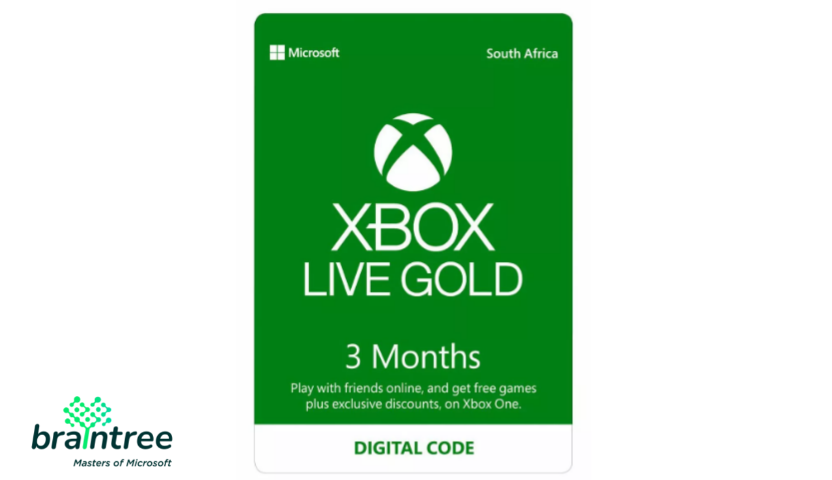 Microsoft
South Africa
XBOX
LIVE GOLD
3 Months
Play with friends online, and get free games
plus exclusive discounts, on Xbox One.
DIGITAL CODE
braintree
Masters of Microsoft